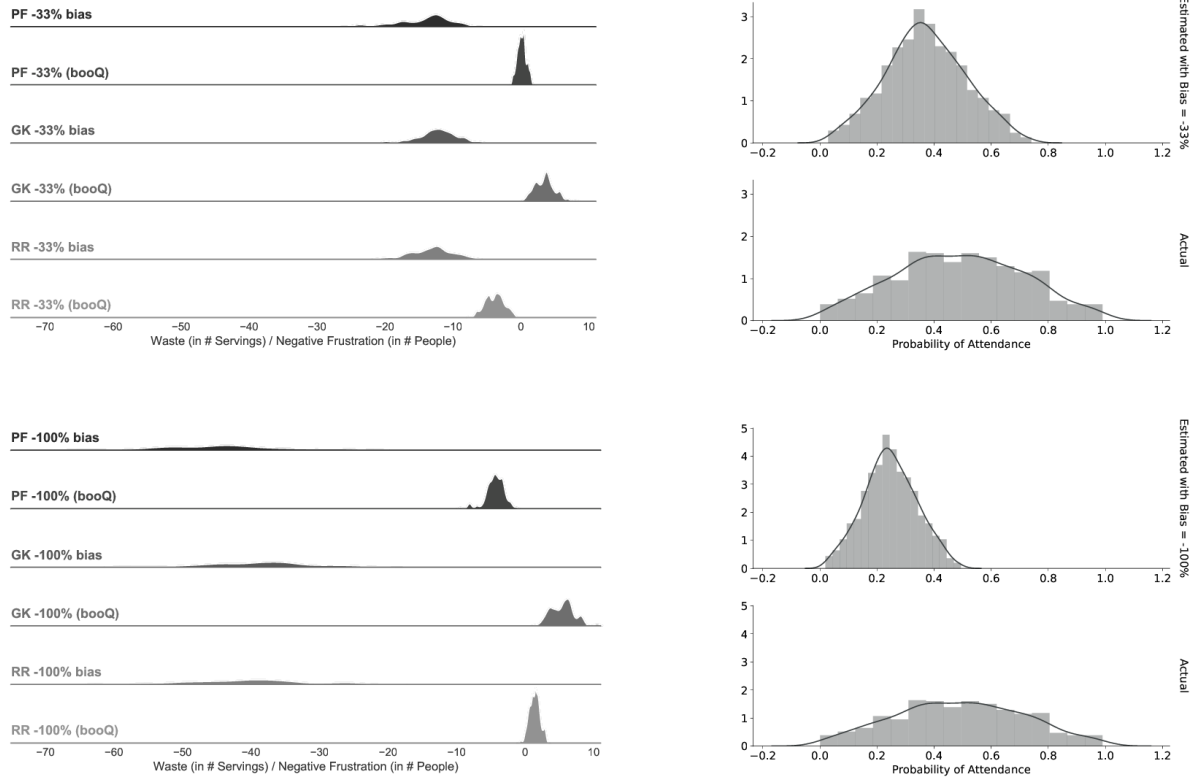 PF -33% bias
PF -33% (booQ)
GK -33% bias
GK -33% (booQ)
RR -33% bias
RR -33% (booQ)
−70 −60 −50 −40 −30 −20 −10 0 10
Waste (in # Servings) / Negative Frustration (in # People)
3
2
1
0
−0.2 0.0 0.2 0.4 0.6 0.8 1.0 1.2
Estimated with Bias = -33%
3
2
1
0
−0.2 0.0 0.2 0.4 0.6 0.8 1.0 1.2
Probability of Attendance
Actual
PF -100% bias
PF -100% (booQ)
GK -100% bias
GK -100% (booQ)
RR -100% bias
RR -100% (booQ)
−70 −60 −50 −40 −30 −20 −10 0 10
Waste (in # Servings) / Negative Frustration (in # People)
5
4
3
2
1
0
−0.2 0.0 0.2 0.4 0.6 0.8 1.0 1.2
Estimated with Bias = -100%
5
4
3
2
1
0
−0.2 0.0 0.2 0.4 0.6 0.8 1.0 1.2
Probability of Attendance
Actual